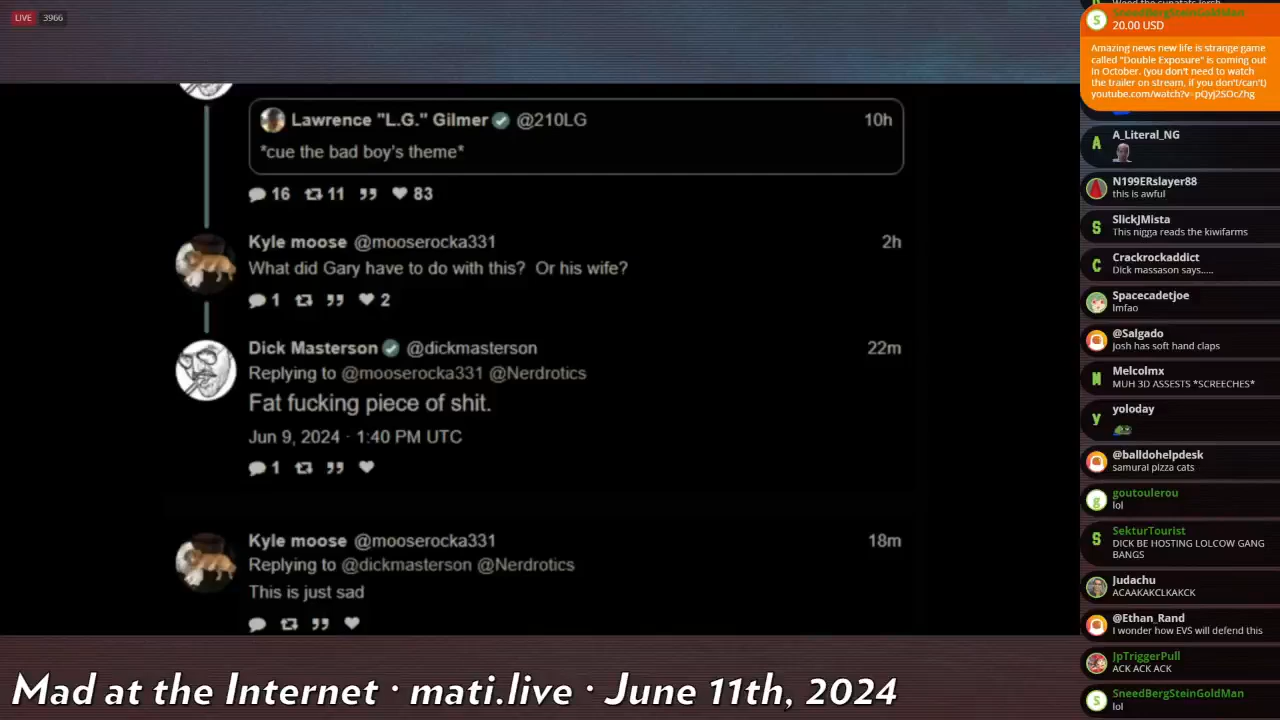 LIVE 3966
Lawrence "L.G." Gilmer @210LG 10h
*cue the bad boy's theme*
16 11 83
Kyle moose @mooserocka331 2h
What did Gary have to do with this? Or his wife?
1 2
Dick Masterson @dickmasterson 22m
Replying to @mooserocka331 @Nerdrotics
Fat fucking piece of shit.
Jun 9, 2024 · 1:40 PM UTC
1
Kyle moose @mooserocka331 18m
Replying to @dickmasterson @Nerdrotics
This is just sad
Mad at the Internet · mati.live · June 11th, 2024
S
SneedBergSteinGoldMan
20.00 USD
Amazing news new life is strange game
called "Double Exposure" is coming out
in October. (you don't need to watch
the trailer on stream, if you don't/can't)
A
A_Literal_NG
N199ERslayer88
this is awful
S
SlickJMista
This nigga reads the kiwifarms
C
Crackrockaddict
Dick massason says.....
Spacecadetjoe
lmfao
@Salgado
josh has soft hand claps
Melcolmx
MUH 3D ASSESTS *SCREECHES*
y
yoloday
@balldohelpdesk
samurai pizza cats
g
goutoulerou
lol
S
SekturTourist
DICK BE HOSTING LOLCOW GANG
BANGS
Judachu
ACAAKAKCLKAKCK
@Ethan_Rand
I wonder how EVS will defend this
JpTriggerPull
ACK ACK ACK
S
SneedBergSteinGoldMan
lol